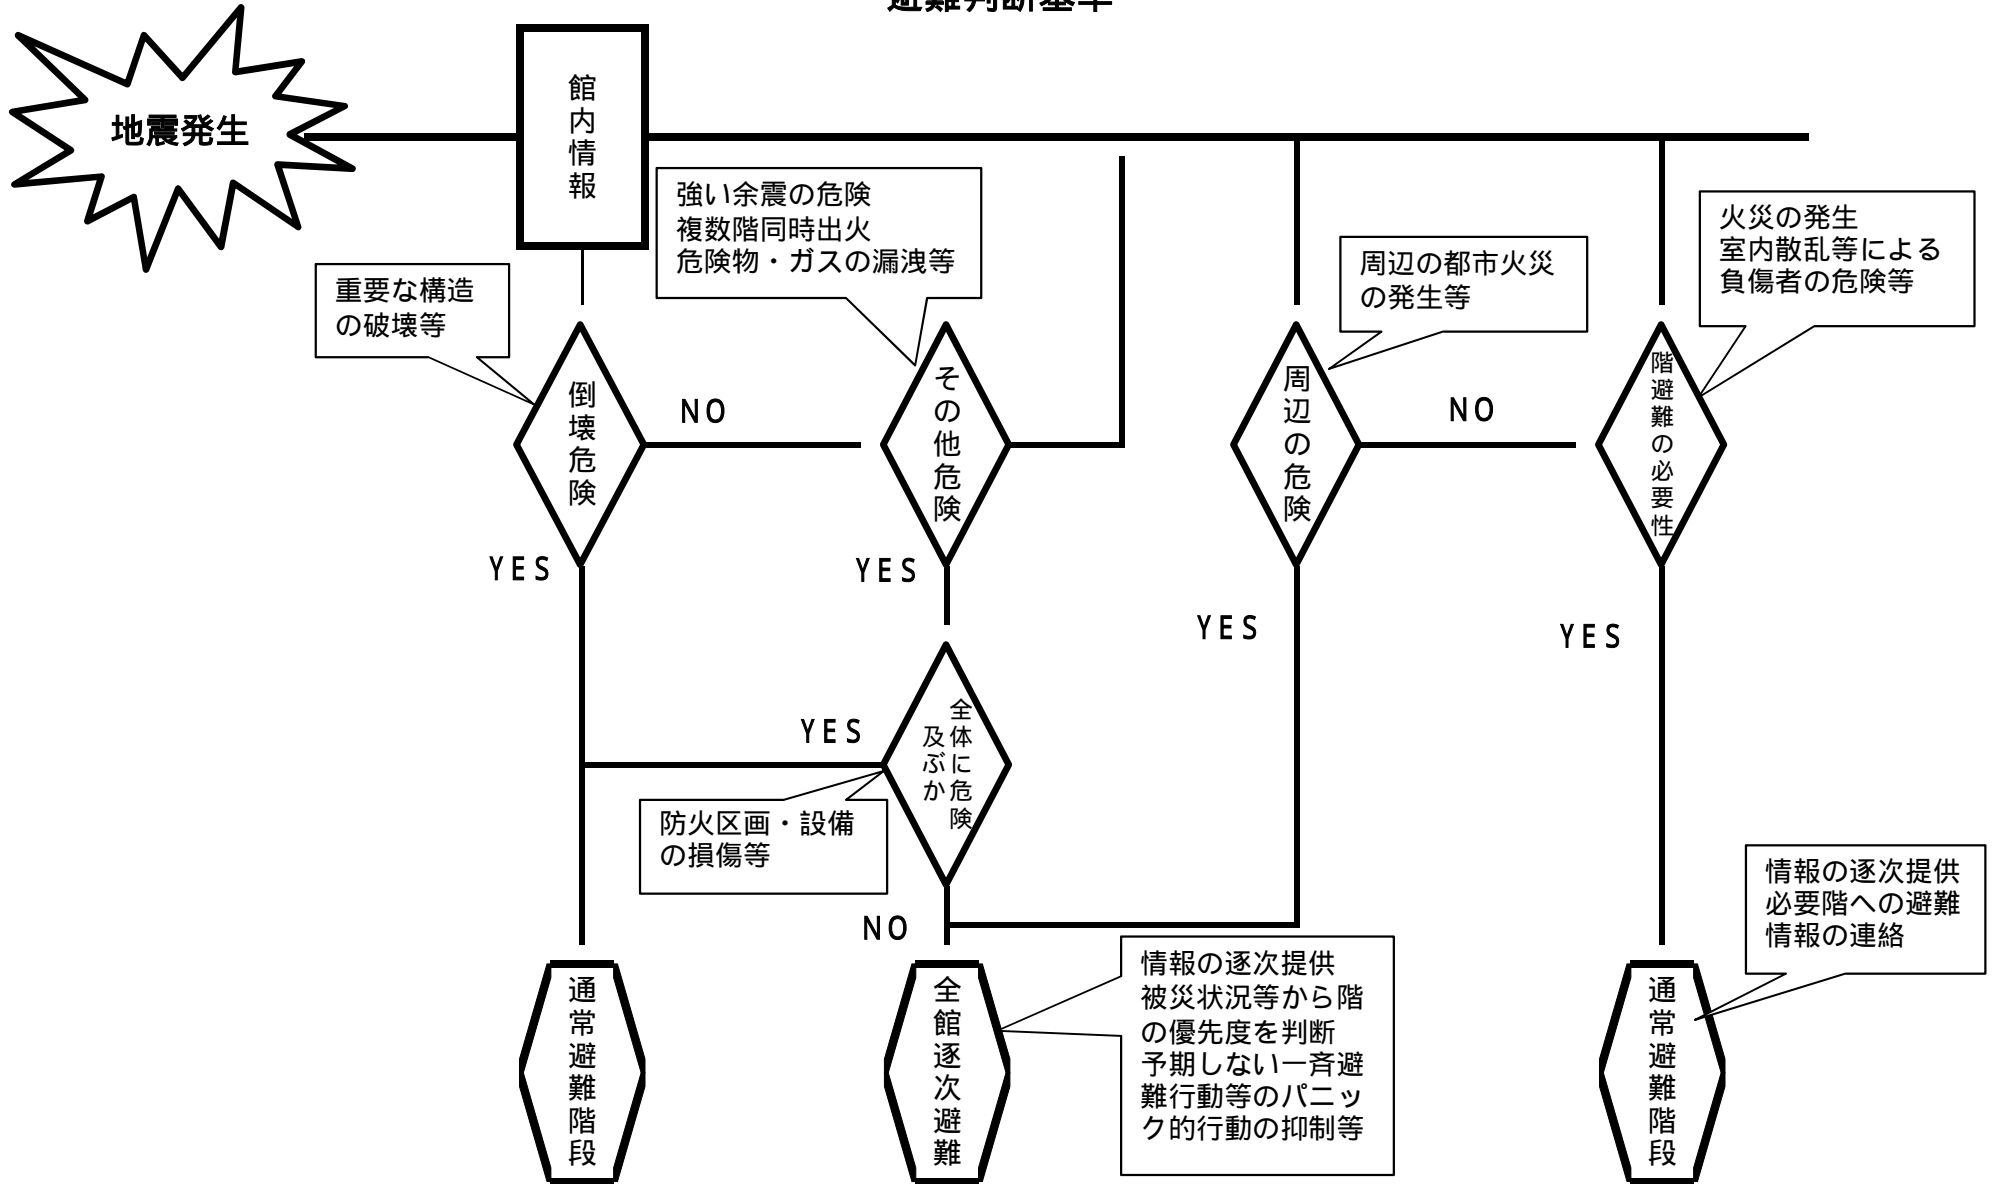 避難判断基準
地震発生
館内情報
強い余震の危険
複数階同時出火
危険物・ガスの漏洩等
重要な構造
の破壊等
周辺の都市火災
の発生等
火災の発生
室内散乱等による
負傷者の危険等
倒壊危険
NO
その他危険
周辺の危険
NO
階避難の必要性
YES
YES
YES
YES
全体に危険
及ぶか
YES
防火区画・設備
の損傷等
NO
情報の逐次提供
必要階への避難
情報の連絡
通常避難階段
全館逐次避難
情報の逐次提供
被災状況等から階
の優先度を判断
予期しない一斉避
難行動等のパニッ
ク的行動の抑制等
通常避難階段